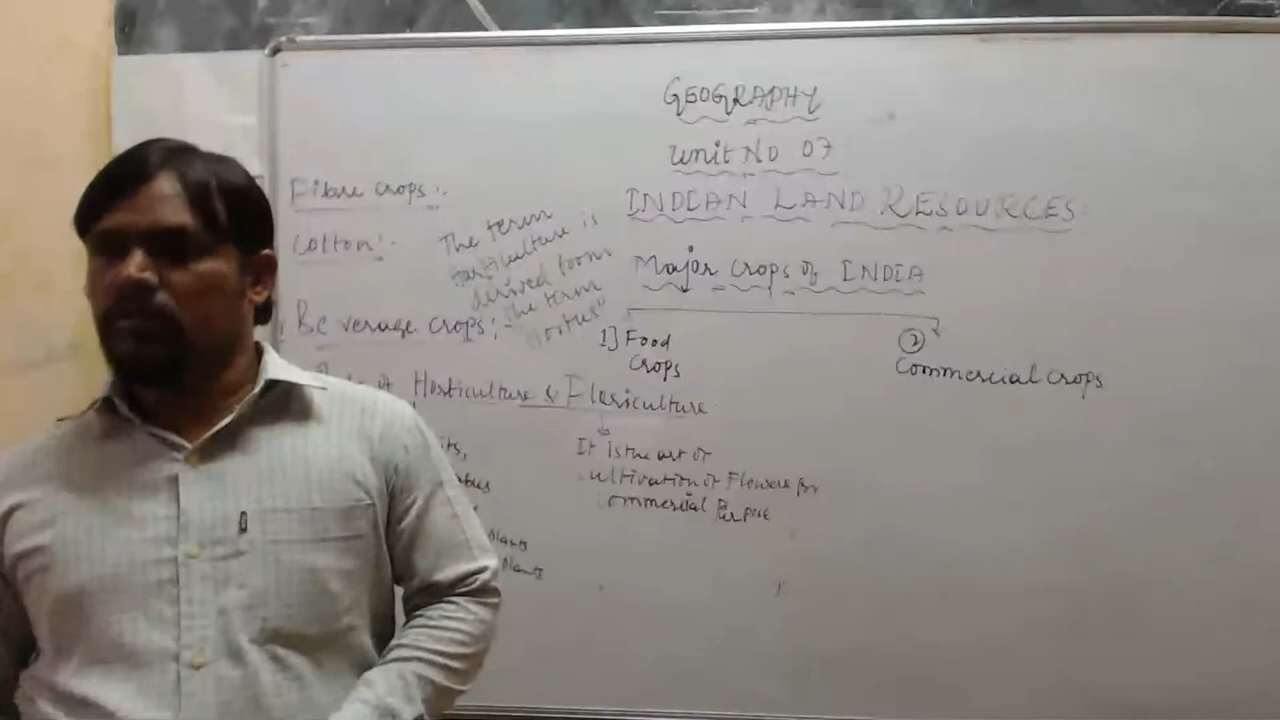 GEOGRAPHY
Unit No 07
INDIAN LAND RESOURCES
Major crops of INDIA
1] Food
Crops
2
Commercial crops
Fibre crops:-
Cotton:-
The term
horticulture is
derived from
the term
"hortus"
Beverage crops:-
Horticulture & Floriculture
It is the art of
cultivation of Flowers for
commercial Purpose
plants
plants